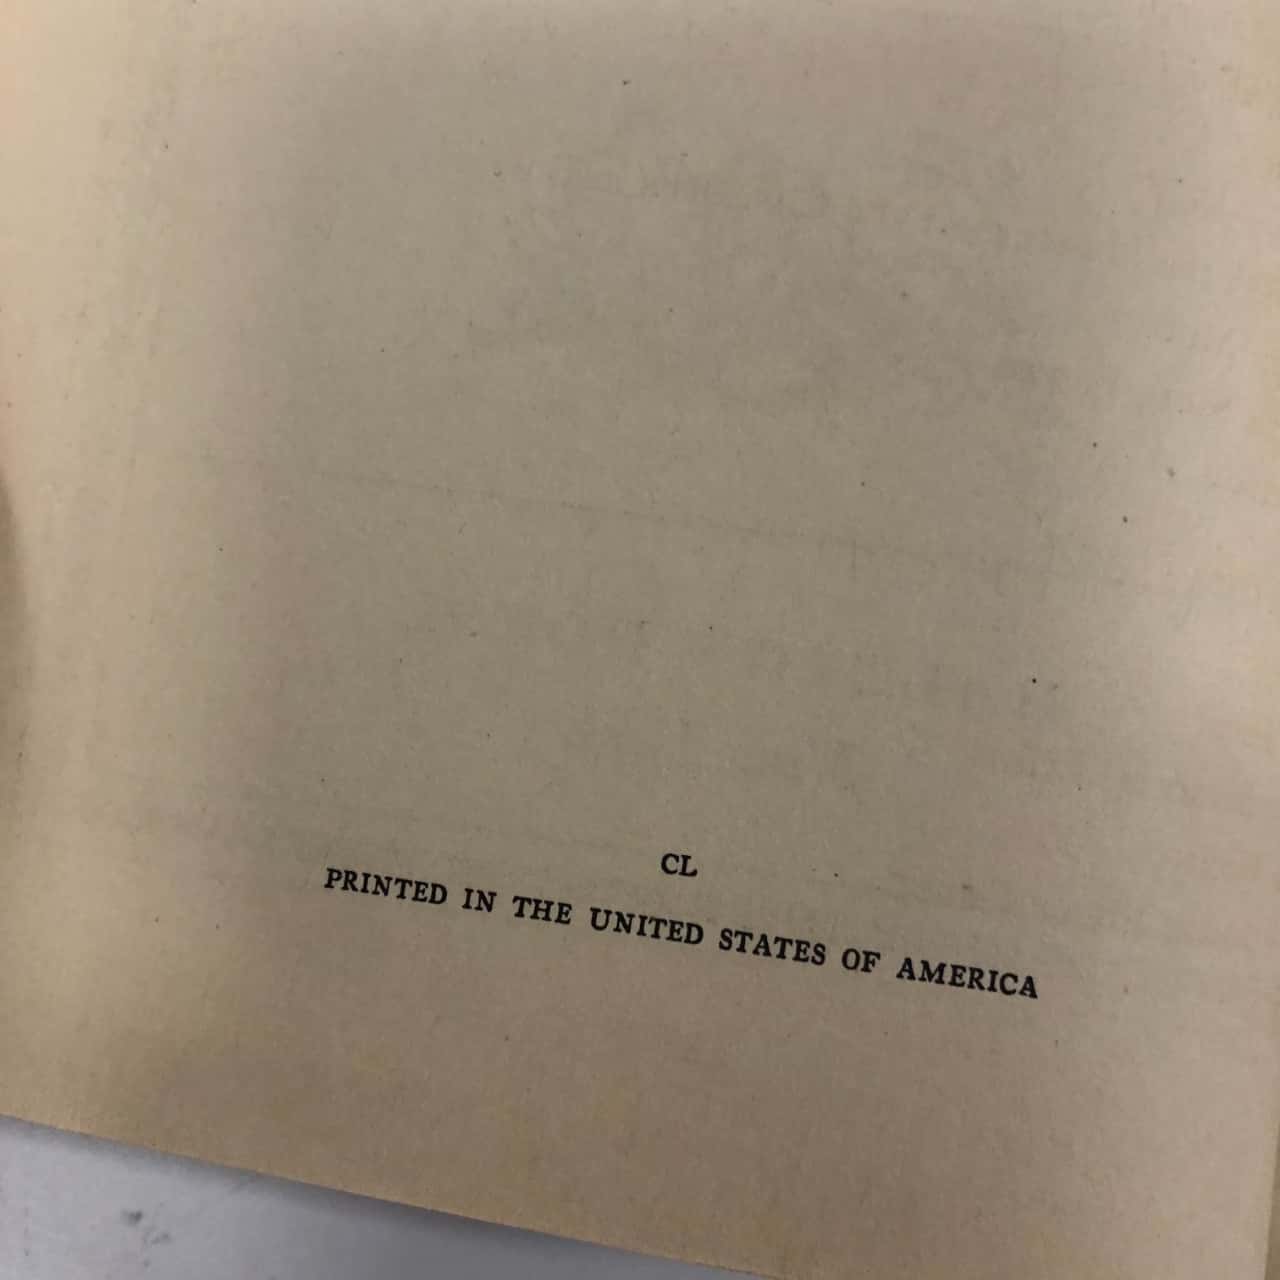 CL
PRINTED IN THE UNITED STATES OF AMERICA